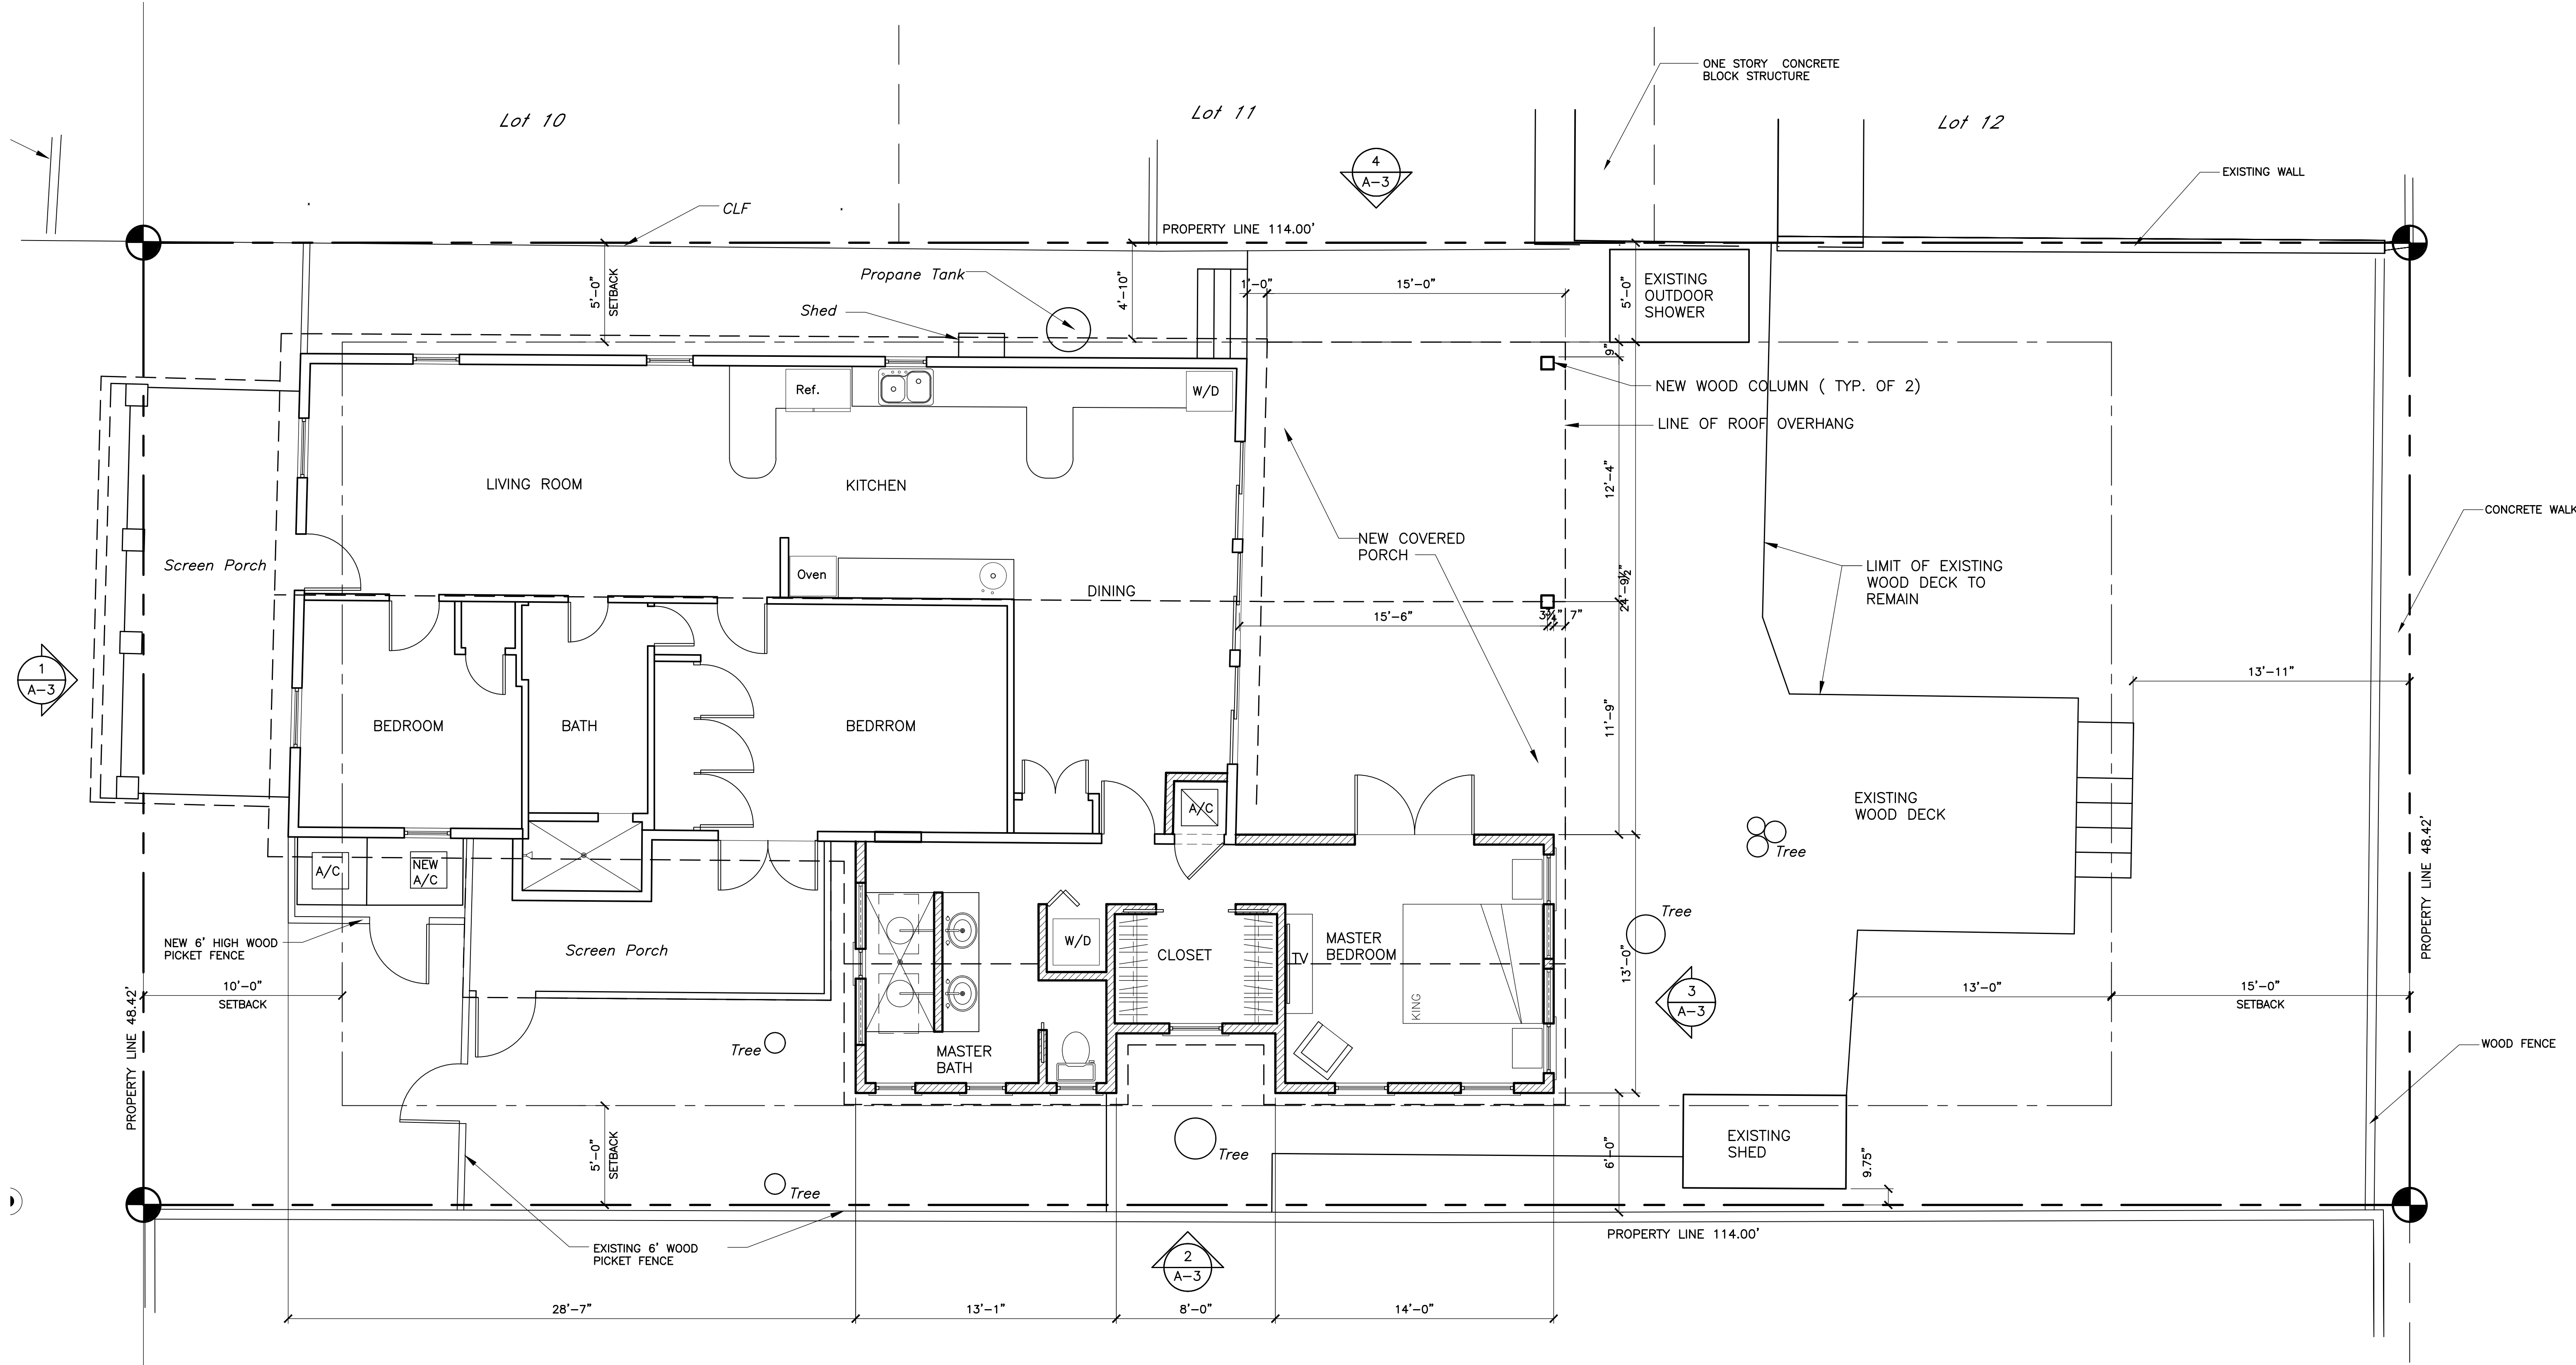 ONE STORY CONCRETE
BLOCK STRUCTURE
Lot 10
Lot 11
Lot 12
4
A-3
EXISTING WALL
CLF
PROPERTY LINE 114.00'
5'-0"
SETBACK
Propane Tank
4'-10"
1'-0"
15'-0"
5'-0"
EXISTING
OUTDOOR
SHOWER
Shed
9"
Ref.
W/D
NEW WOOD COLUMN ( TYP. OF 2)
LINE OF ROOF OVERHANG
LIVING ROOM
KITCHEN
12'-4"
CONCRETE WALK
NEW COVERED
PORCH
Screen Porch
Oven
DINING
24'-9½"
LIMIT OF EXISTING
WOOD DECK TO
REMAIN
15'-6"
7"
1
A-3
13'-11"
BEDROOM
BATH
BEDRROM
11'-9"
A/C
EXISTING
WOOD DECK
PROPERTY LINE 48.42'
Tree
A/C
NEW
A/C
NEW 6' HIGH WOOD
PICKET FENCE
Screen Porch
W/D
CLOSET
TV
MASTER
BEDROOM
KING
Tree
13'-0"
3
A-3
10'-0"
SETBACK
13'-0"
15'-0"
SETBACK
PROPERTY LINE 48.42'
Tree
MASTER
BATH
WOOD FENCE
5'-0"
SETBACK
Tree
6'-0"
EXISTING
SHED
9.75"
Tree
PROPERTY LINE 114.00'
EXISTING 6' WOOD
PICKET FENCE
2
A-3
28'-7"
13'-1"
8'-0"
14'-0"